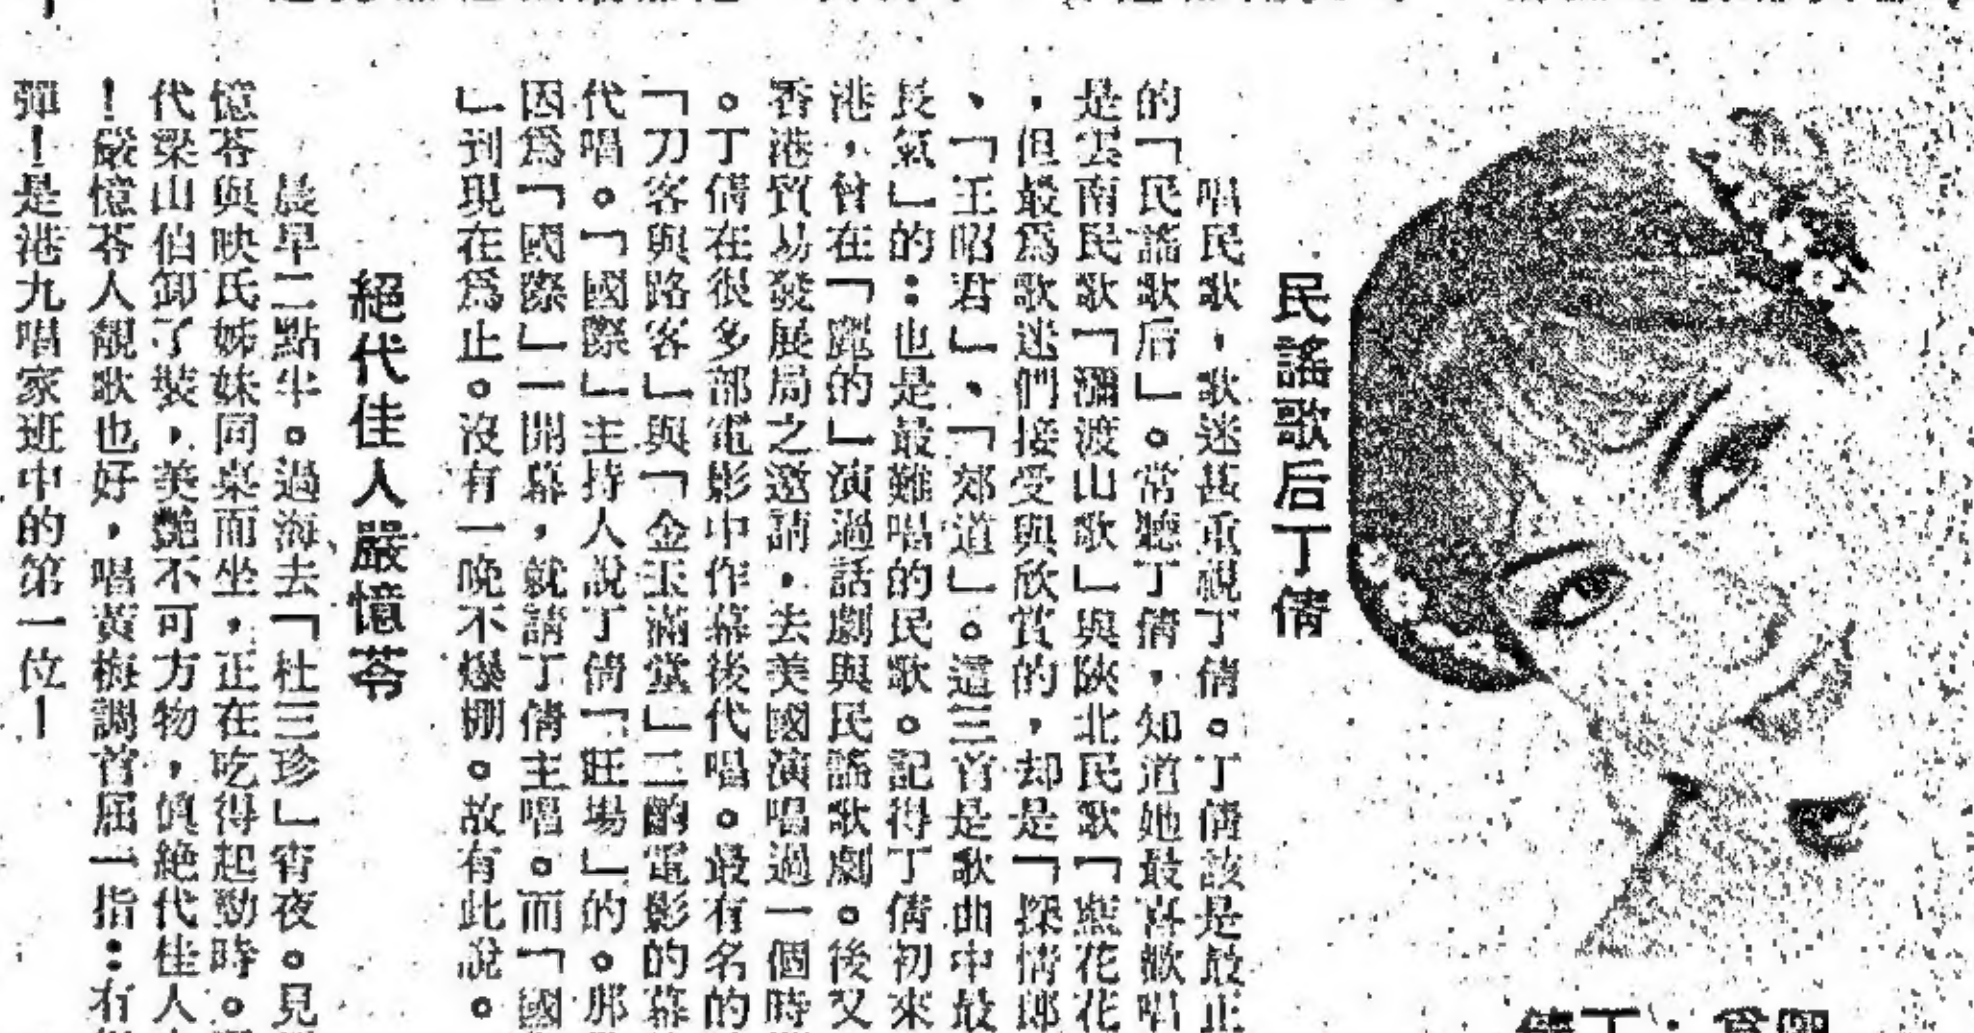 民謠歌后丁倩
唱民歌，歌迷甚重視丁倩。丁倩該是最正
的「民謠歌后」。常聽丁倩，知道她最喜歡唱
是雲南民歌「瀰渡山歌」與陝北民歌「藍花花
，但最爲歌迷們接受與欣賞的，却是「探情郎
、「王昭君」、「郊道」。這三首是歌曲中最
長氣」的：也是最難唱的民歌。記得丁倩初來
港，曾在「麗的」演過話劇與民謠歌劇。後又
香港貿易發展局之邀請，去美國演唱過一個時
。丁倩在很多部電影中作幕後代唱。最有名的
「刀客與路客」與「金玉滿堂」二齣電影的幕
代唱。「國際」主持人說丁倩「旺場」的。那
因爲「國際」一開幕，就請丁倩主唱。而「國
」到現在爲止。沒有一晚不爆棚。故有此說。
絕代佳人嚴憶苓
晨早二點半。過海去「杜三珍」宵夜。見
憶苓與映氏姊妹同桌而坐，正在吃得起勁時。
代梁山伯卸了裝，美艷不可方物，眞絕代佳人
！嚴憶苓人靚歌也好，唱黃梅調首屈一指：有
彈！是港九唱家班中的第一位！
丁倩